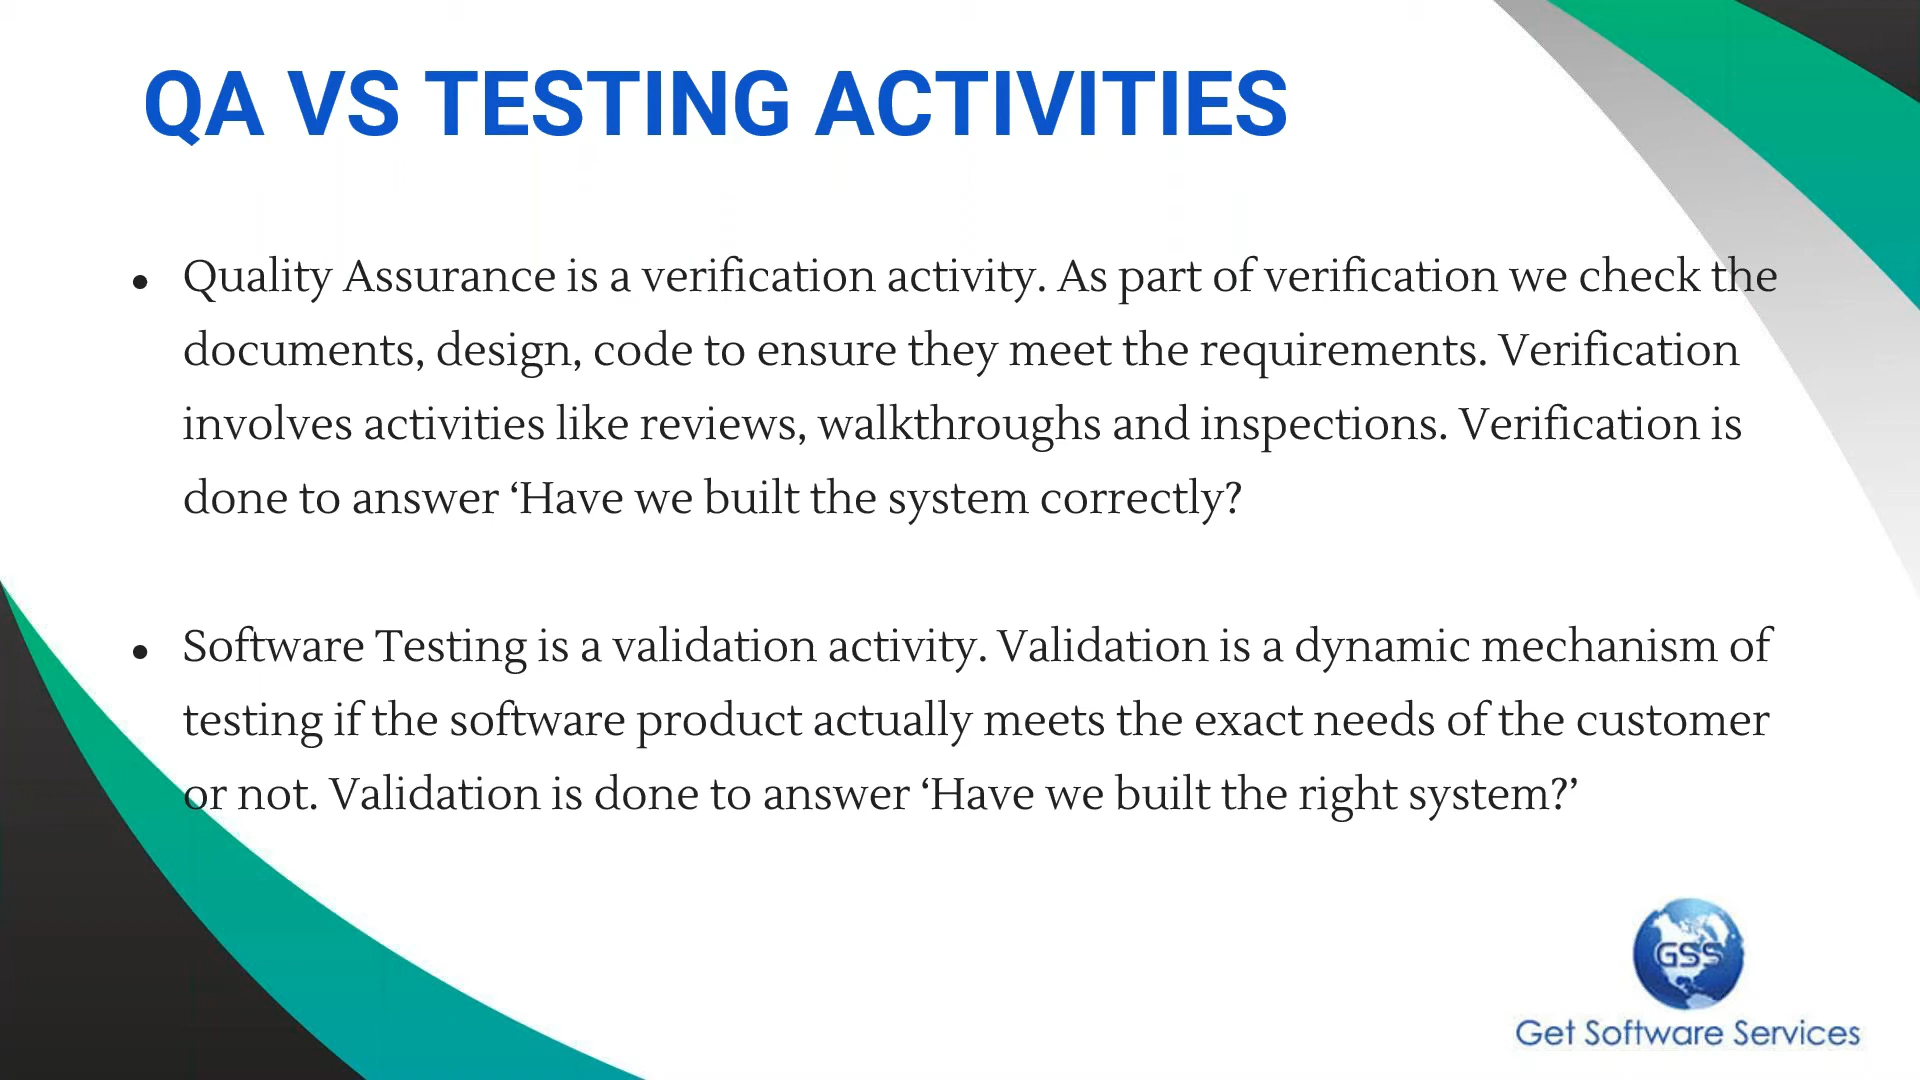 QA VS TESTING ACTIVITIES
• Quality Assurance is a verification activity. As part of verification we check the
documents, design, code to ensure they meet the requirements. Verification
involves activities like reviews, walkthroughs and inspections. Verification is
done to answer ‘Have we built the system correctly?
• Software Testing is a validation activity. Validation is a dynamic mechanism of
testing if the software product actually meets the exact needs of the customer
or not. Validation is done to answer ‘Have we built the right system?’
GSS
Get Software Services